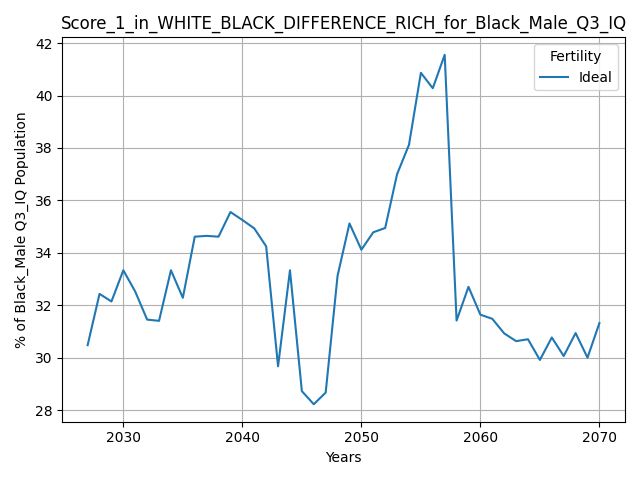 Score_1_in_WHITE_BLACK_DIFFERENCE_RICH_for_Black_Male_Q3_IQ
42
40
38
36
34
32
30
28
% of Black_Male Q3_IQ Population
Fertility
Ideal
2030
2040
2050
2060
2070
Years